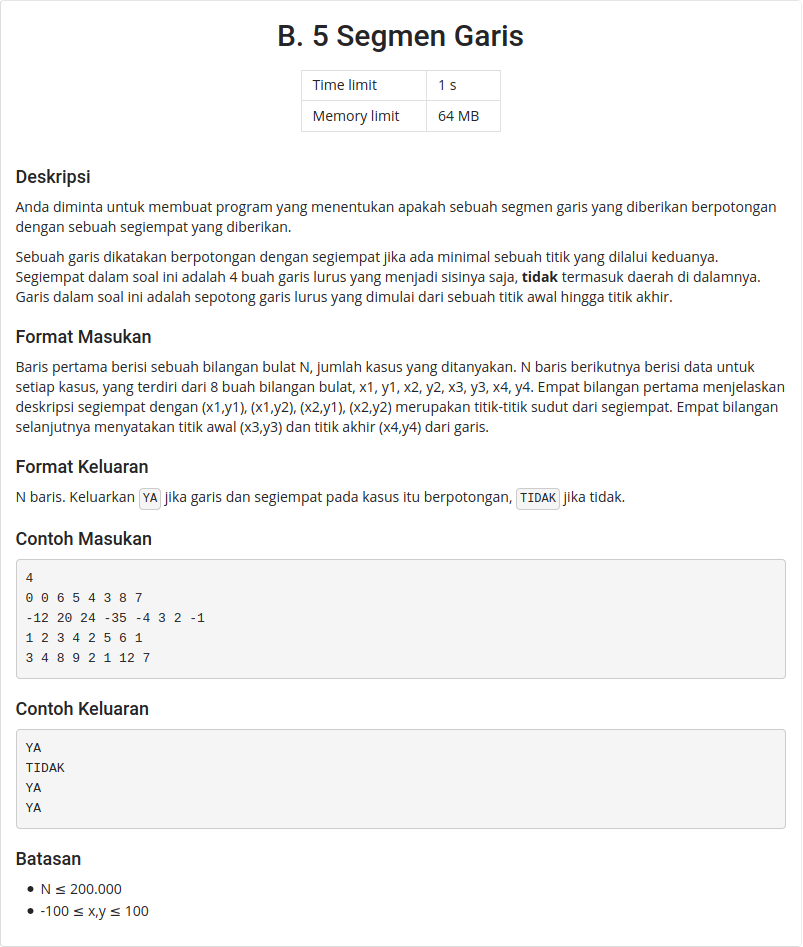 B. 5 Segmen Garis
Time limit 1 s
Memory limit 64 MB
Deskripsi
Anda diminta untuk membuat program yang menentukan apakah sebuah segmen garis yang diberikan berpotongan
dengan sebuah segiempat yang diberikan.
Sebuah garis dikatakan berpotongan dengan segiempat jika ada minimal sebuah titik yang dilalui keduanya.
Segiempat dalam soal ini adalah 4 buah garis lurus yang menjadi sisinya saja, tidak termasuk daerah di dalamnya.
Garis dalam soal ini adalah sepotong garis lurus yang dimulai dari sebuah titik awal hingga titik akhir.
Format Masukan
Baris pertama berisi sebuah bilangan bulat N, jumlah kasus yang ditanyakan. N baris berikutnya berisi data untuk
setiap kasus, yang terdiri dari 8 buah bilangan bulat, x1, y1, x2, y2, x3, y3, x4, y4. Empat bilangan pertama menjelaskan
deskripsi segiempat dengan (x1,y1), (x1,y2), (x2,y1), (x2,y2) merupakan titik-titik sudut dari segiempat. Empat bilangan
selanjutnya menyatakan titik awal (x3,y3) dan titik akhir (x4,y4) dari garis.
Format Keluaran
N baris. Keluarkan YA jika garis dan segiempat pada kasus itu berpotongan, TIDAK jika tidak.
Contoh Masukan
4
0 0 6 5 4 3 8 7
-12 20 24 -35 -4 3 2 -1
1 2 3 4 2 5 6 1
3 4 8 9 2 1 12 7
Contoh Keluaran
YA
TIDAK
YA
YA
Batasan
● N ≤ 200.000
● -100 ≤ x,y ≤ 100